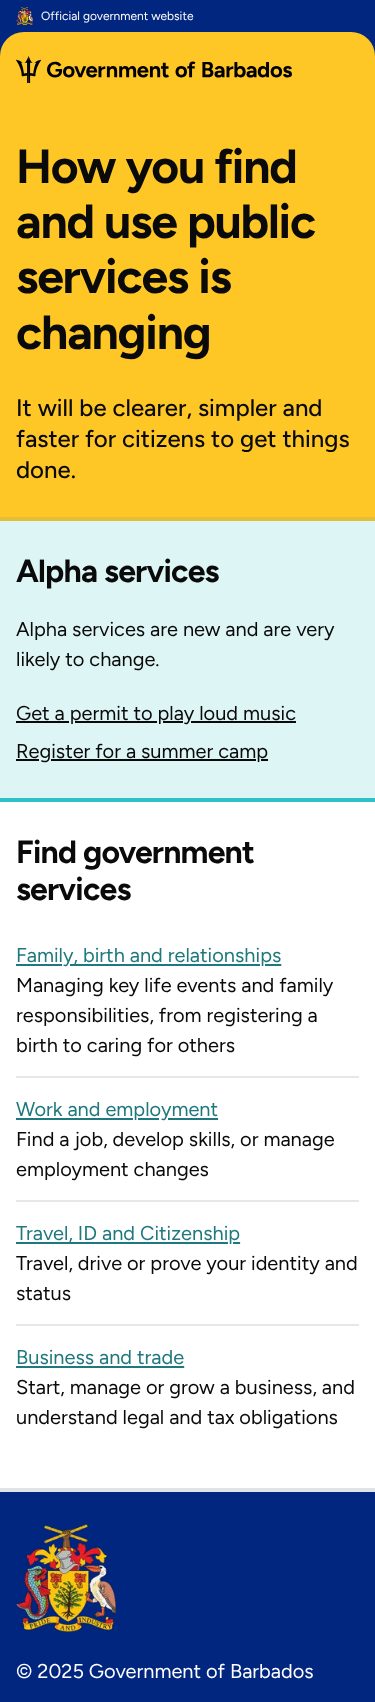 Official government website
Government of Barbados
How you find
and use public
services is
changing
It will be clearer, simpler and
faster for citizens to get things
done.
Alpha services
Alpha services are new and are very
likely to change.
Get a permit to play loud music
Register for a summer camp
Find government
services
Family, birth and relationships
Managing key life events and family
responsibilities, from registering a
birth to caring for others
Work and employment
Find a job, develop skills, or manage
employment changes
Travel, ID and Citizenship
Travel, drive or prove your identity and
status
Business and trade
Start, manage or grow a business, and
understand legal and tax obligations
PRIDE AND INDUSTRY
© 2025 Government of Barbados